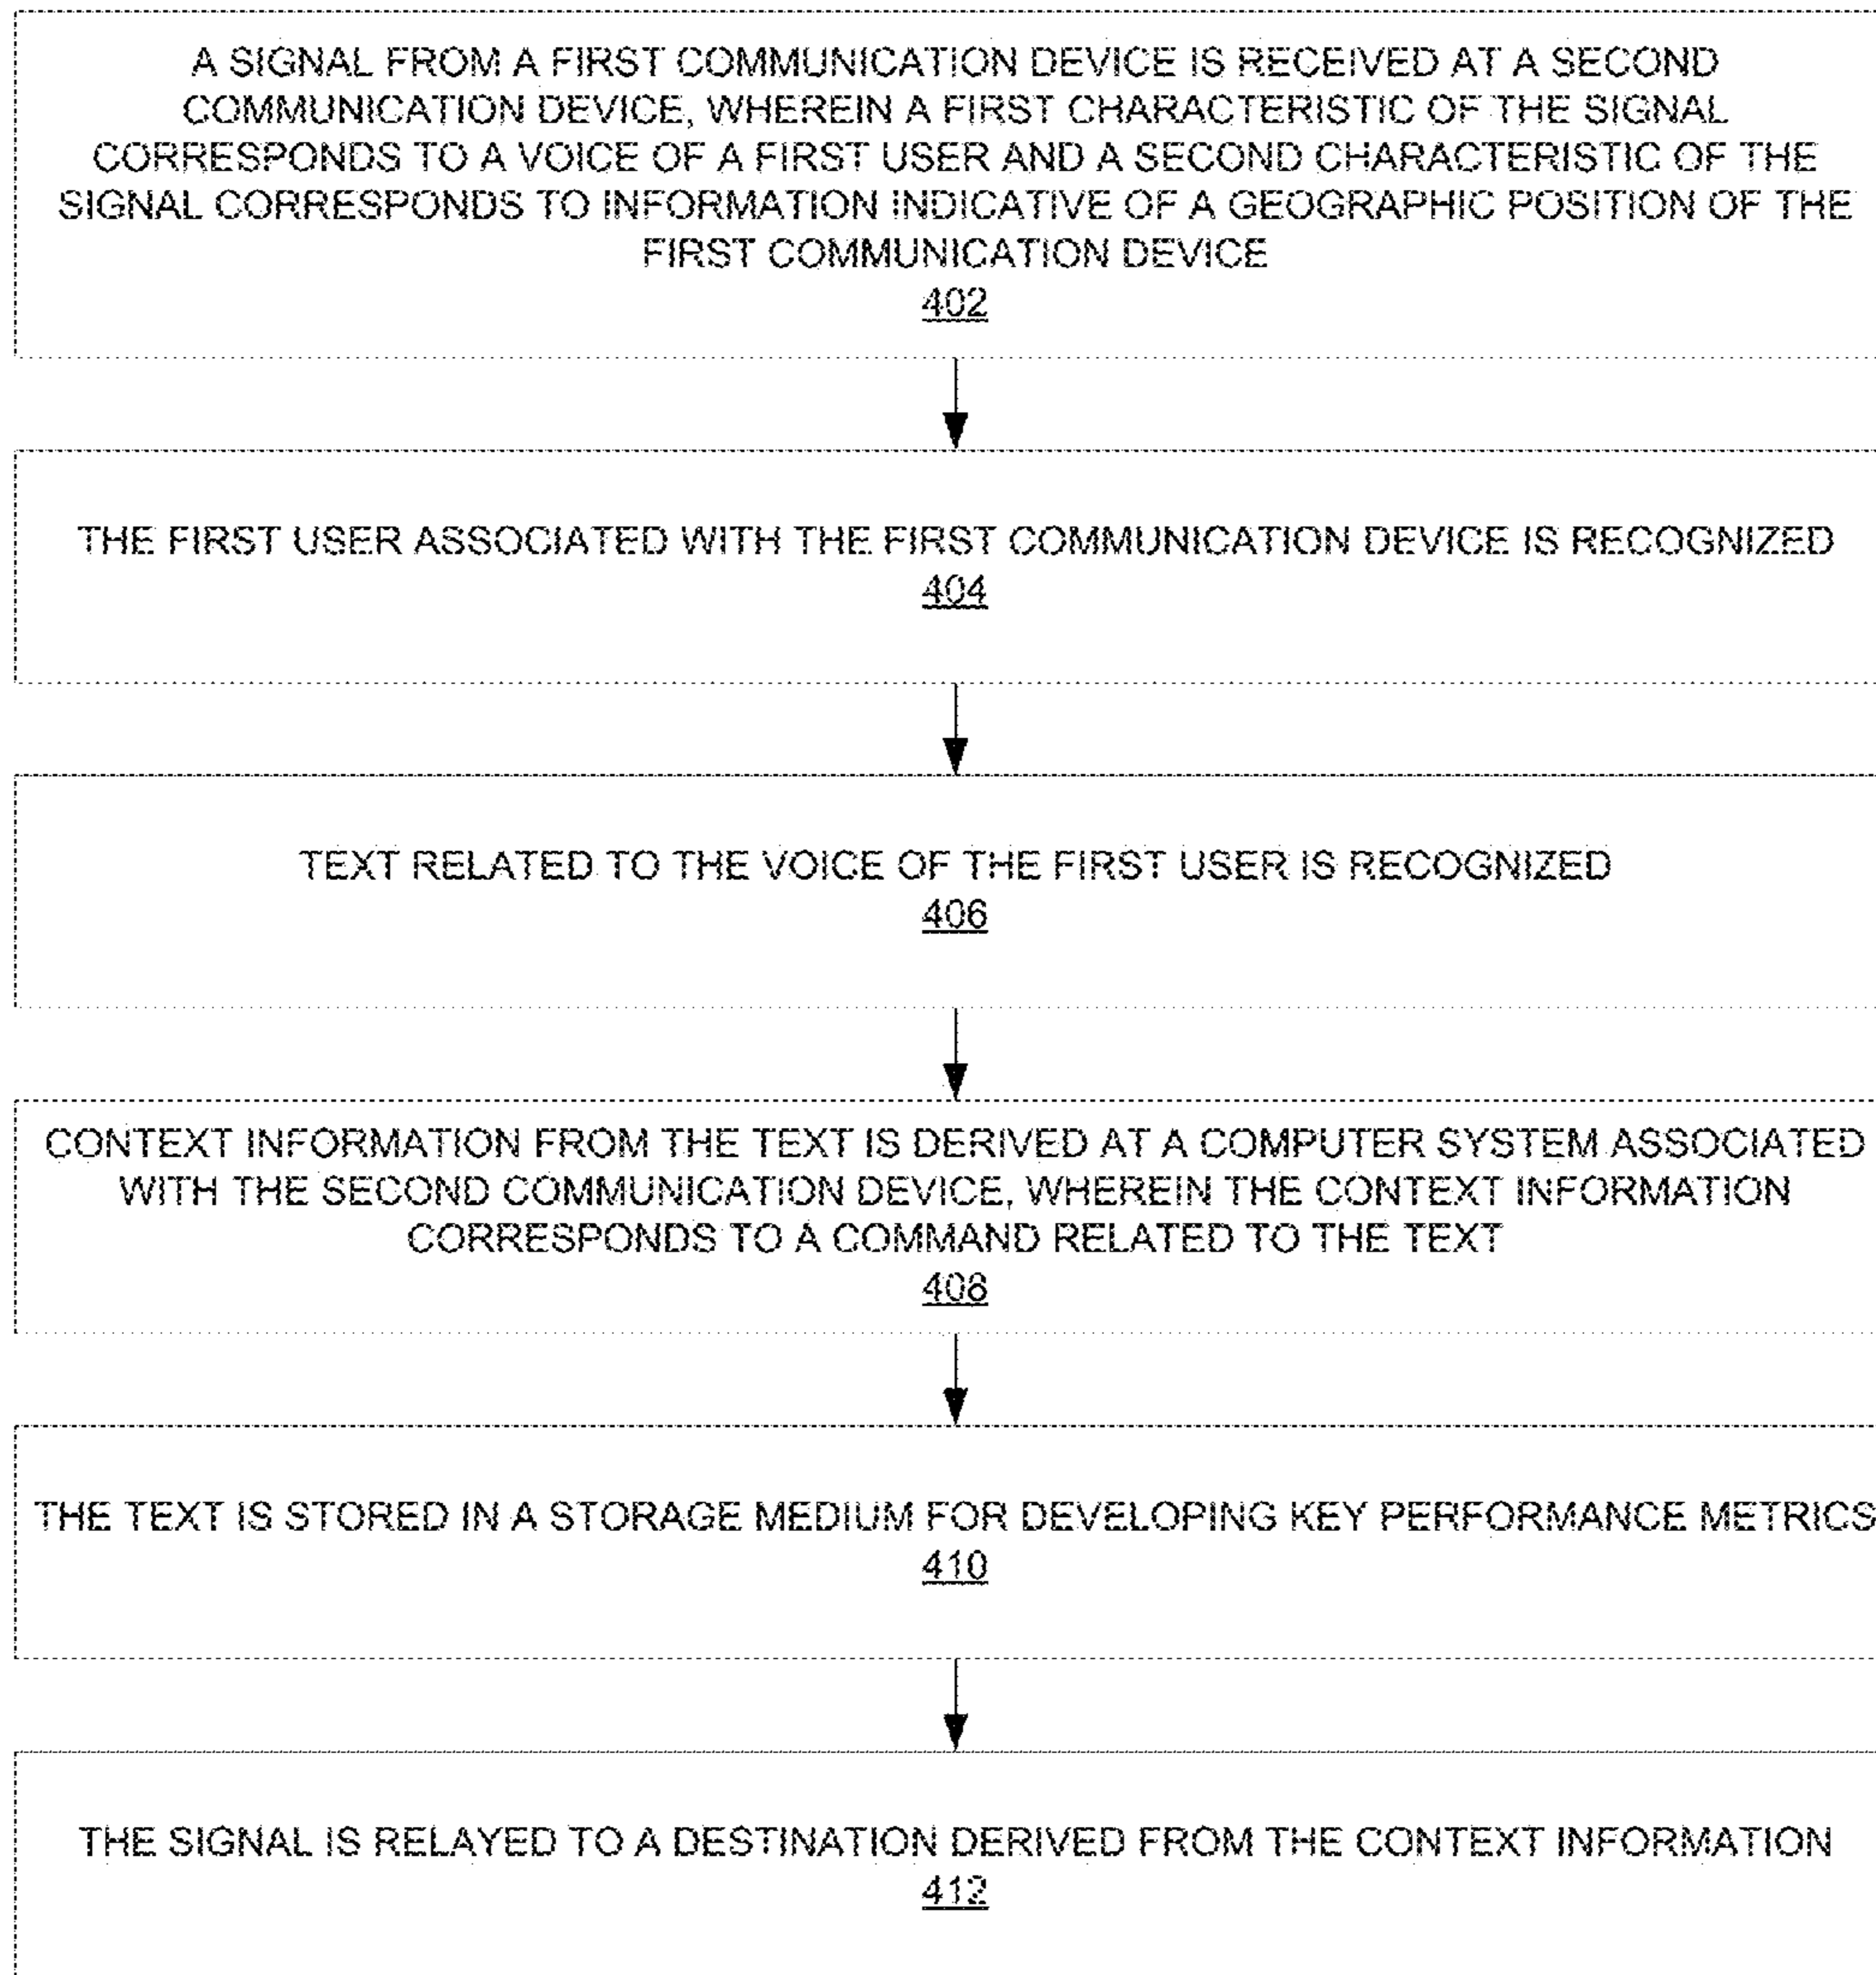 A SIGNAL FROM A FIRST COMMUNICATION DEVICE IS RECEIVED AT A SECOND
COMMUNICATION DEVICE, WHEREIN A FIRST CHARACTERISTIC OF THE SIGNAL
CORRESPONDS TO A VOICE OF A FIRST USER AND A SECOND CHARACTERISTIC OF THE
SIGNAL CORRESPONDS TO INFORMATION INDICATIVE OF A GEOGRAPHIC POSITION OF THE
FIRST COMMUNICATION DEVICE
402
THE FIRST USER ASSOCIATED WITH THE FIRST COMMUNICATION DEVICE IS RECOGNIZED
404
TEXT RELATED TO THE VOICE OF THE FIRST USER IS RECOGNIZED
406
CONTEXT INFORMATION FROM THE TEXT IS DERIVED AT A COMPUTER SYSTEM ASSOCIATED
WITH THE SECOND COMMUNICATION DEVICE, WHEREIN THE CONTEXT INFORMATION
CORRESPONDS TO A COMMAND RELATED TO THE TEXT
408
THE TEXT IS STORED IN A STORAGE MEDIUM FOR DEVELOPING KEY PERFORMANCE METRICS
410
THE SIGNAL IS RELAYED TO A DESTINATION DERIVED FROM THE CONTEXT INFORMATION
412